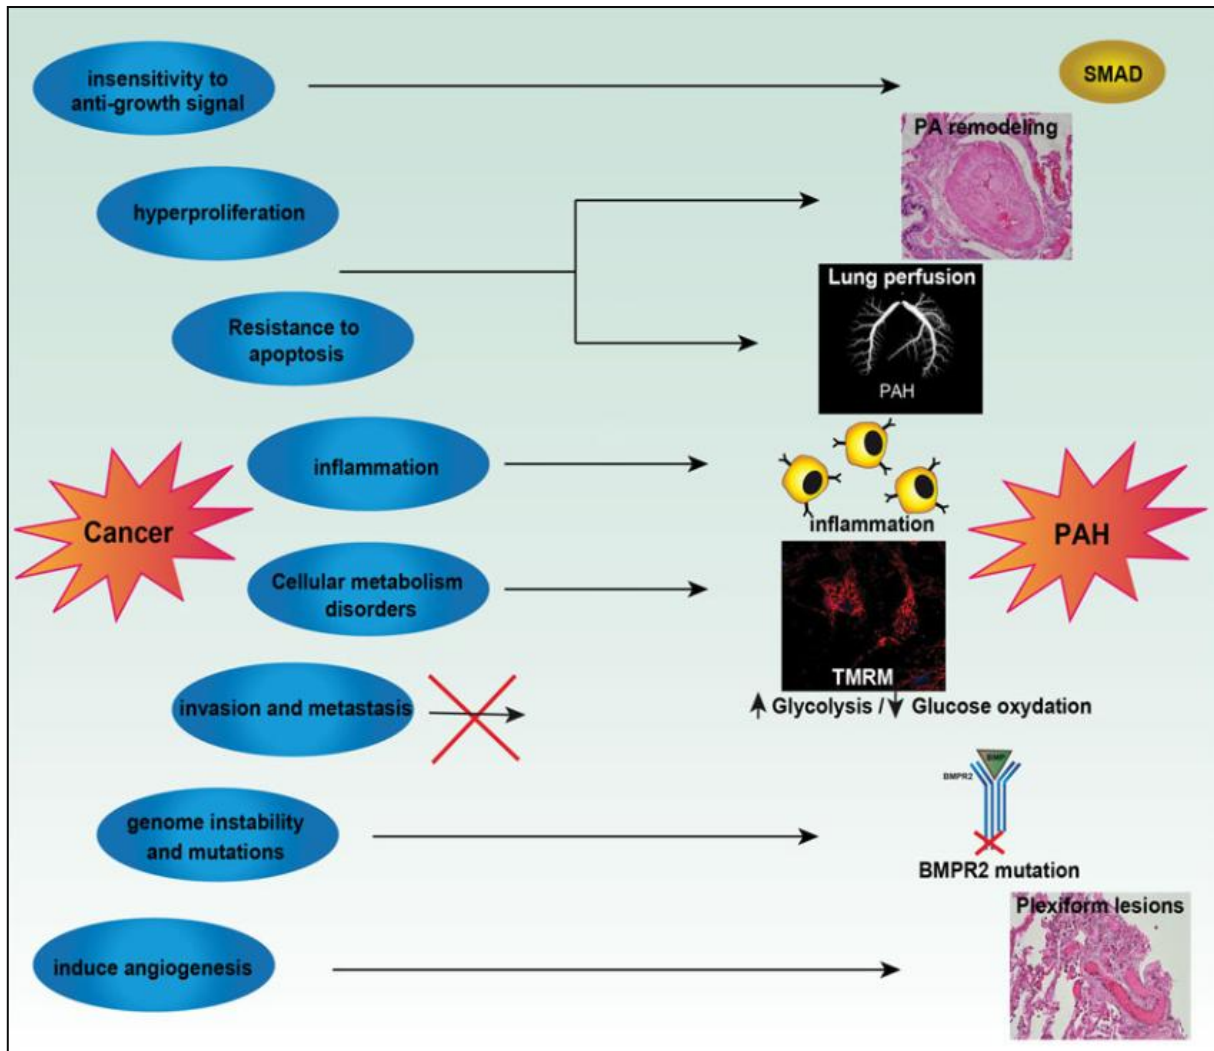 insensitivity to
anti-growth signal
SMAD
PA remodeling
hyperproliferation
Lung perfusion
PAH
Resistance to
apoptosis
inflammation
inflammation
Cancer
PAH
Cellular metabolism
disorders
TMRM
invasion and metastasis
Glycolysis / Glucose oxydation
BMP
BMPR2
genome instability
and mutations
BMPR2 mutation
Plexiform lesions
induce angiogenesis